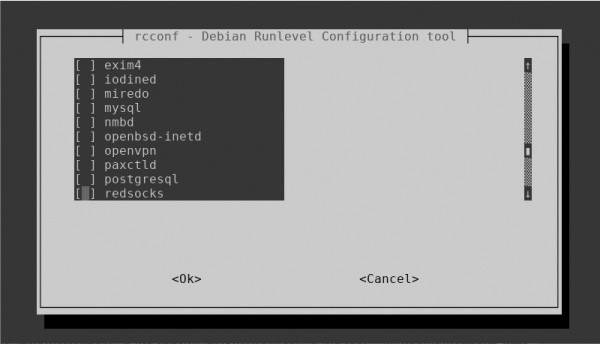 rcconf - Debian Runlevel Configuration tool
[ ] exim4
[ ] iodined
[ ] miredo
[ ] mysql
[ ] nmbd
[ ] openbsd-inetd
[ ] openvpn
[ ] paxctld
[ ] postgresql
[ ] redsocks
<Ok> <Cancel>